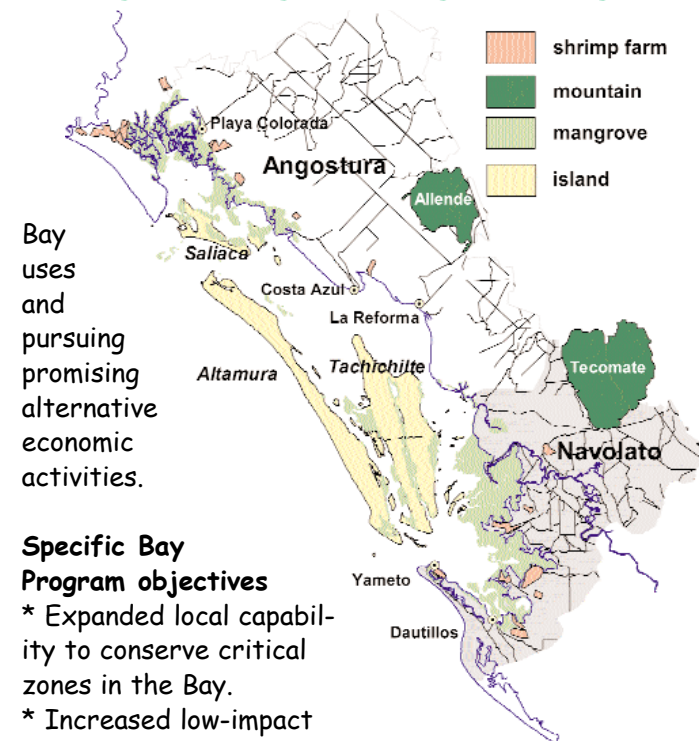 shrimp farm
mountain
mangrove
island
Playa Colorada
Angostura
Allende
Saliaca
Costa Azul
La Reforma
Altamura
Tachichilte
Tecomate
Navolato
Yameto
Dautillos
Bay
uses
and
pursuing
promising
alternative
economic
activities.
Specific Bay
Program objectives
* Expanded local capabil-
ity to conserve critical
zones in the Bay.
* Increased low-impact